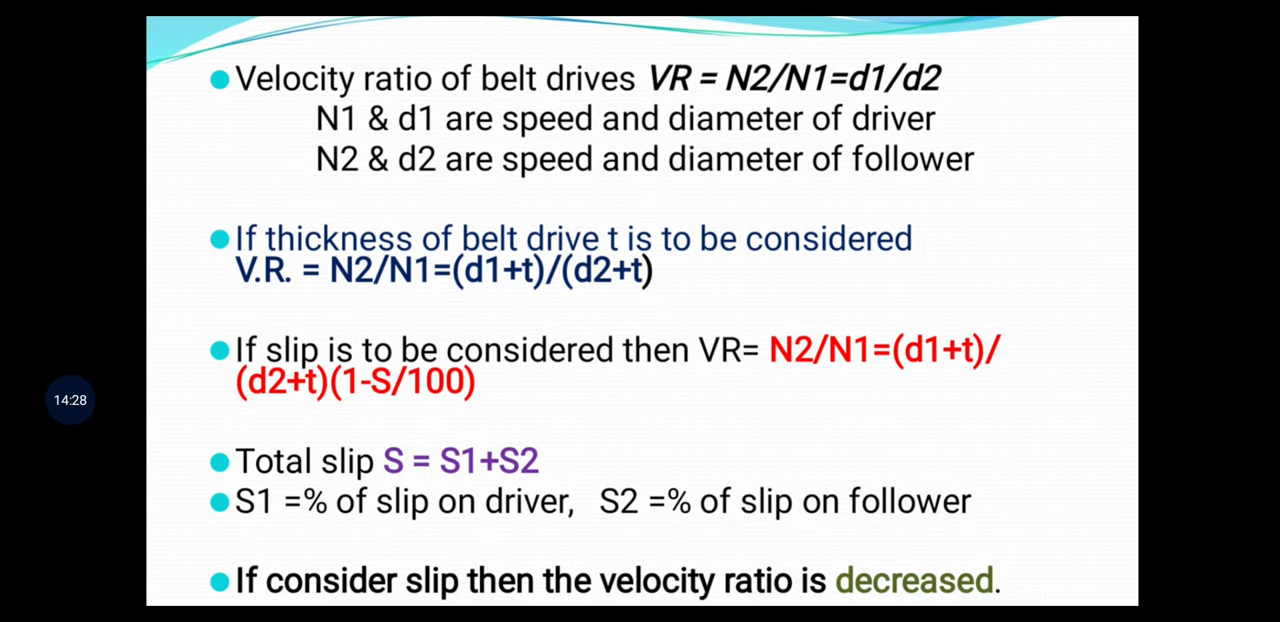 Velocity ratio of belt drives VR = N2/N1=d1/d2
N1 & d1 are speed and diameter of driver
N2 & d2 are speed and diameter of follower
If thickness of belt drive t is to be considered
V.R. = N2/N1=(d1+t)/(d2+t)
If slip is to be considered then VR= N2/N1=(d1+t)/
(d2+t)(1-S/100)
14:28
Total slip S = S1+S2
S1 =% of slip on driver, S2 =% of slip on follower
If consider slip then the velocity ratio is decreased.